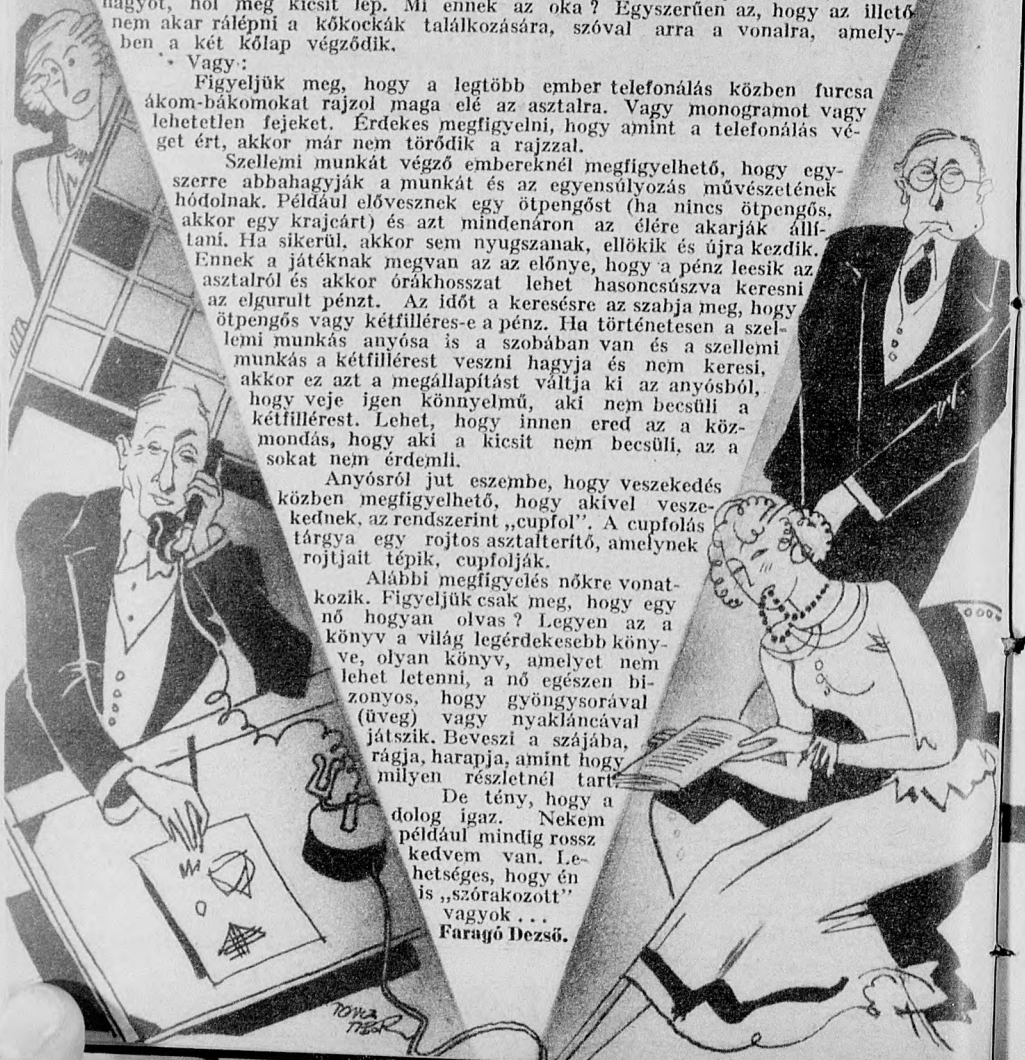 nagyot, hol meg kicsit lép. Mi ennek az oka? Egyszerűen az, hogy az illető
nem akar rálépni a kőkockák találkozására, szóval arra a vonalra, amely-
ben a két kőlap végződik.
Vagy:
Figyeljük meg, hogy a legtöbb ember telefonálás közben furcsa
ákom-bákomokat rajzol maga elé az asztalra. Vagy monogramot vagy
lehetetlen fejeket. Érdekes megfigyelni, hogy amint a telefonálás vé-
get ért, akkor már nem törődik a rajzzal.
Szellemi munkát végző embereknél megfigyelhető, hogy egy-
szerre abbahagyják a munkát és az egyensúlyozás művészetének
hódolnak. Például elővesznek egy ötpengőst (ha nincs ötpengős,
akkor egy krajcárt) és azt mindenáron az élére akarják állí-
tani. Ha sikerül, akkor sem nyugszanak, ellökik és újra kezdik.
Ennek a játéknak megvan az az előnye, hogy a pénz leesik az
asztalról és akkor órákhosszat lehet hasoncsúszva keresni
az elgurult pénzt. Az időt a keresésre az szabja meg, hogy
ötpengős vagy kétfilléres-e a pénz. Ha történetesen a szel-
lemi munkás anyósa is a szobában van és a szellemi
munkás a kétfillérest veszni hagyja és nem keresi,
akkor ez azt a megállapítást váltja ki az anyósból,
hogy veje igen könnyelmű, aki nem becsüli a
kétfillérest. Lehet, hogy innen ered az a köz-
mondás, hogy aki a kicsit nem becsüli, az a
sokat nem érdemli.
Anyósról jut eszembe, hogy veszekedés
közben megfigyelhető, hogy akivel vesze-
kednek, az rendszerint „cupfol”. A cupfolás
tárgya egy rojtos asztalterítő, amelynek
rojtjait tépik, cupfolják.
Alábbi megfigyelés nőkre vonat-
kozik. Figyeljük csak meg, hogy egy
nő hogyan olvas? Legyen az a
könyv a világ legérdekesebb köny-
ve, olyan könyv, amelyet nem
lehet letenni, a nő egészen bi-
zonyos, hogy gyöngysorával
(üveg) vagy nyakláncával
játszik. Beveszi a szájába,
rágja, harapja, amint hogy
milyen részletnél tart.
De tény, hogy a
dolog igaz. Nekem
például mindig rossz
kedvem van. Le-
hetséges, hogy én
is „szórakozott”
vagyok...
Faragó Dezső.